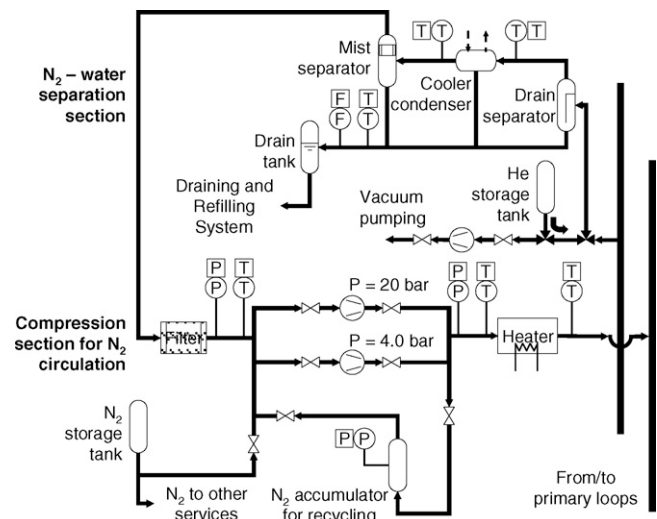 N2 – water
separation
section
Mist
separator
T T
Cooler
condenser
T T
Drain
separator
F T
F T
Drain
tank
Draining and
Refilling
System
He
storage
tank
Vacuum
pumping
P T
P T
P = 20 bar
P T
P T
T
T
Compression
section for N2
circulation
Filter
P = 4.0 bar
Heater
N2
storage
tank
P P
N2 to other
services
N2 accumulator
for recycling
From/to
primary loops